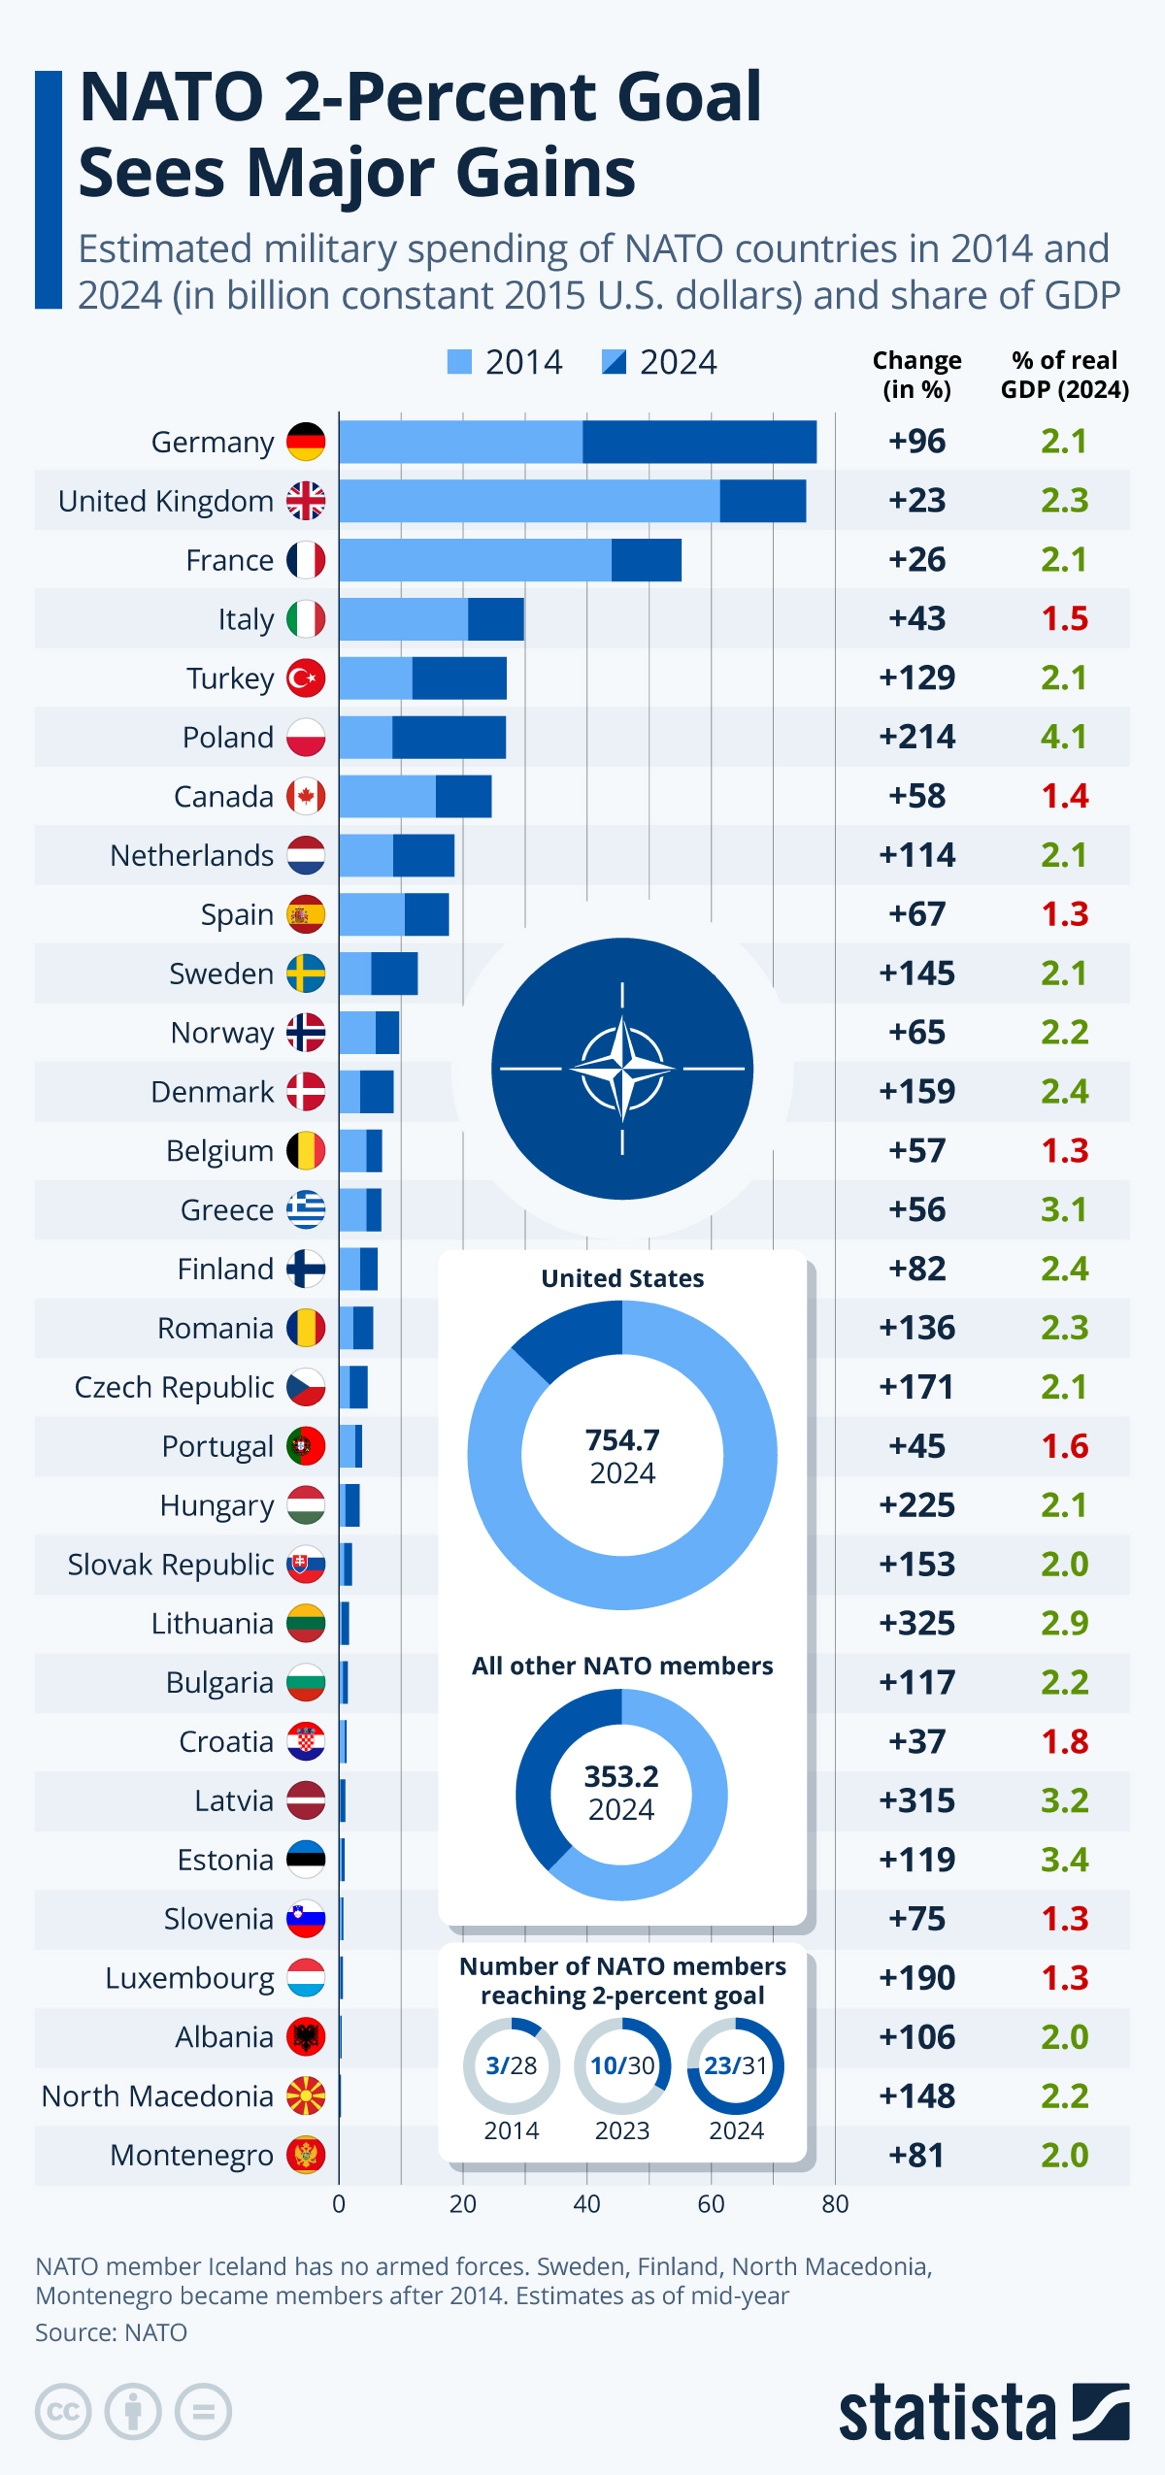 NATO 2-Percent Goal
Sees Major Gains
Estimated military spending of NATO countries in 2014 and
2024 (in billion constant 2015 U.S. dollars) and share of GDP
2014 2024 Change (in %) % of real GDP (2024)
Germany +96 2.1
United Kingdom +23 2.3
France +26 2.1
Italy +43 1.5
Turkey +129 2.1
Poland +214 4.1
Canada +58 1.4
Netherlands +114 2.1
Spain +67 1.3
Sweden +145 2.1
Norway +65 2.2
Denmark +159 2.4
Belgium +57 1.3
Greece +56 3.1
Finland +82 2.4
Romania +136 2.3
Czech Republic +171 2.1
Portugal +45 1.6
Hungary +225 2.1
Slovak Republic +153 2.0
Lithuania +325 2.9
Bulgaria +117 2.2
Croatia +37 1.8
Latvia +315 3.2
Estonia +119 3.4
Slovenia +75 1.3
Luxembourg +190 1.3
Albania +106 2.0
North Macedonia +148 2.2
Montenegro +81 2.0
0 20 40 60 80
United States
754.7
2024
All other NATO members
353.2
2024
Number of NATO members
reaching 2-percent goal
3/28 10/30 23/31
2014 2023 2024
NATO member Iceland has no armed forces. Sweden, Finland, North Macedonia,
Montenegro became members after 2014. Estimates as of mid-year
Source: NATO
cc
statista